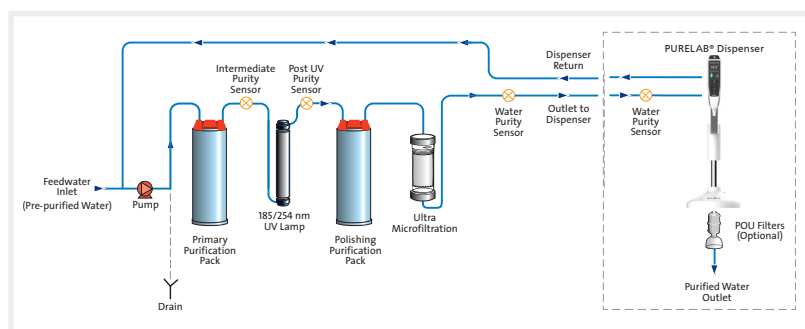 PURELAB® Dispenser
Dispenser
Return
Intermediate
Purity
Sensor
Post UV
Purity
Sensor
Water
Purity
Sensor
Outlet to
Dispenser
Water
Purity
Sensor
Feedwater
Inlet
(Pre-purified Water)
Pump
Primary
Purification
Pack
185/254 nm
UV Lamp
Polishing
Purification
Pack
Ultra
Microfiltration
POU Filters
(Optional)
Purified Water
Outlet
Drain